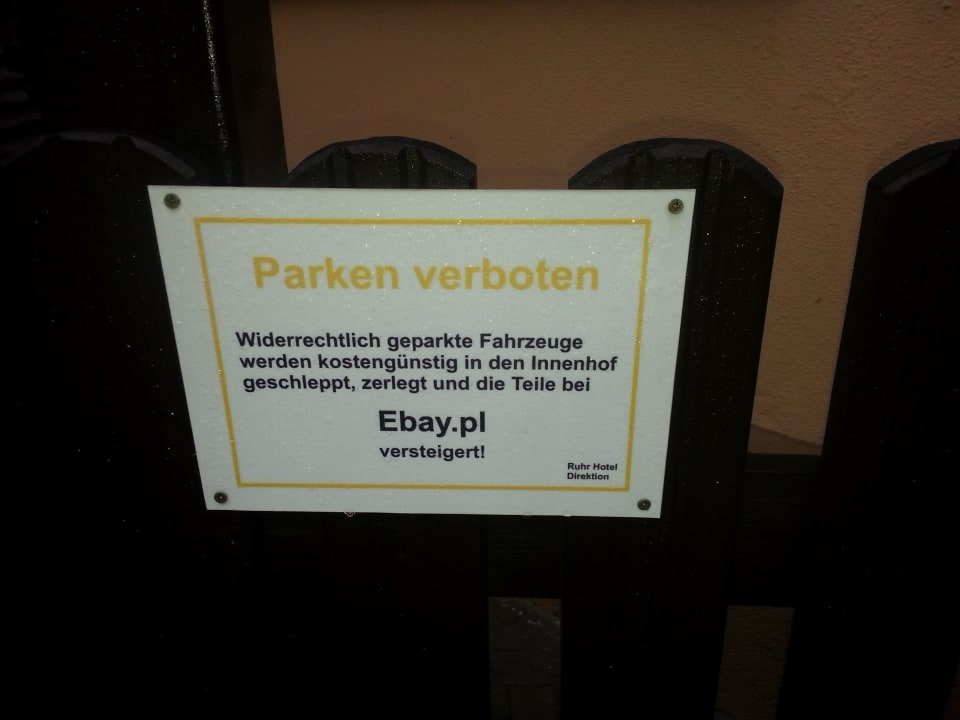 Parken verboten
Widerrechtlich geparkte Fahrzeuge
werden kostengünstig in den Innenhof
geschleppt, zerlegt und die Teile bei
Ebay.pl
versteigert!
Ruhr Hotel
Direktion